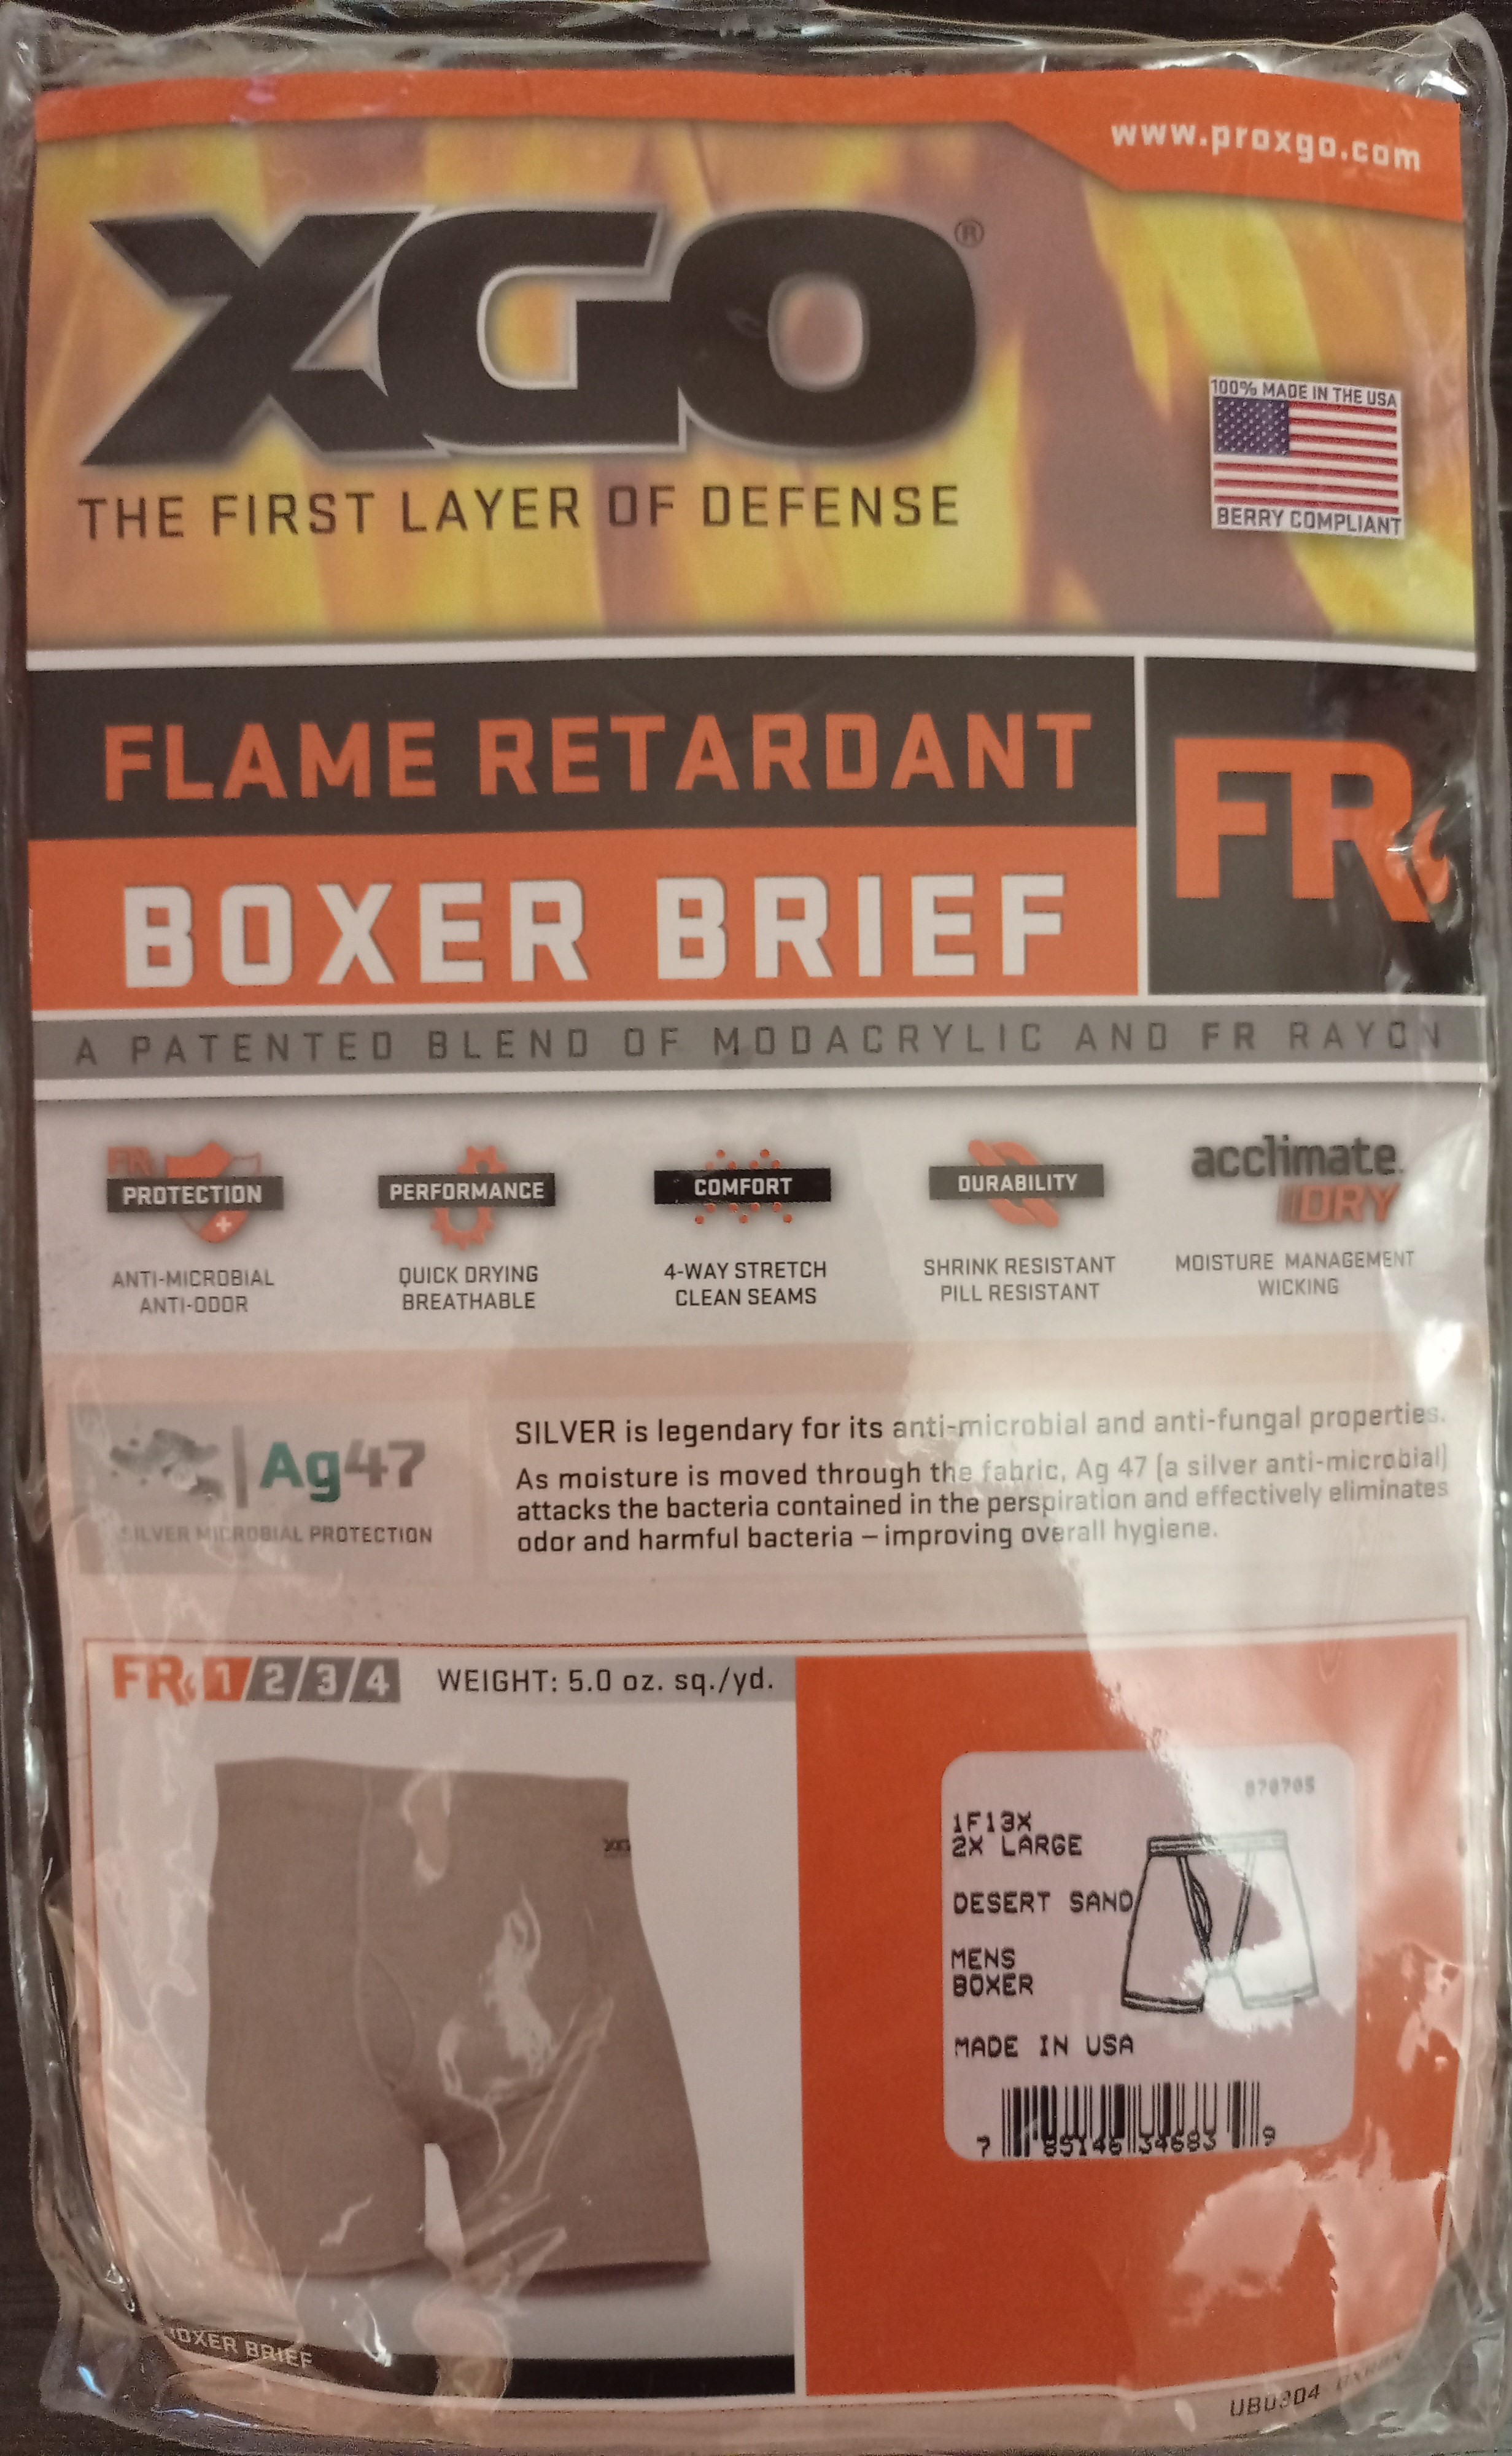 www.proxgo.com
XGO®
THE FIRST LAYER OF DEFENSE
100% MADE IN THE USA
BERRY COMPLIANT
FLAME RETARDANT
BOXER BRIEF
FR
A PATENTED BLEND OF MODACRYLIC AND FR RAYON
FR
PROTECTION
ANTI-MICROBIAL
ANTI-ODOR
PERFORMANCE
QUICK DRYING
BREATHABLE
COMFORT
4-WAY STRETCH
CLEAN SEAMS
DURABILITY
SHRINK RESISTANT
PILL RESISTANT
acclimate
DRY
MOISTURE MANAGEMENT
WICKING
Ag47
SILVER MICROBIAL PROTECTION
SILVER is legendary for its anti-microbial and anti-fungal properties.
As moisture is moved through the fabric, Ag 47 (a silver anti-microbial)
attacks the bacteria contained in the perspiration and effectively eliminates
odor and harmful bacteria – improving overall hygiene.
FR 1 2 3 4 WEIGHT: 5.0 oz. sq./yd.
XGO
070705
1F13X
2X LARGE
DESERT SAND
MENS
BOXER
MADE IN USA
7 85146 34683 9
BOXER BRIEF